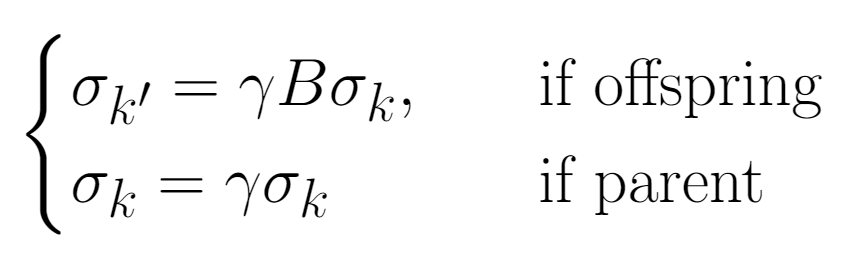 σ_{k'} = γBσ_k, if offspring
σ_k = γσ_k if parent